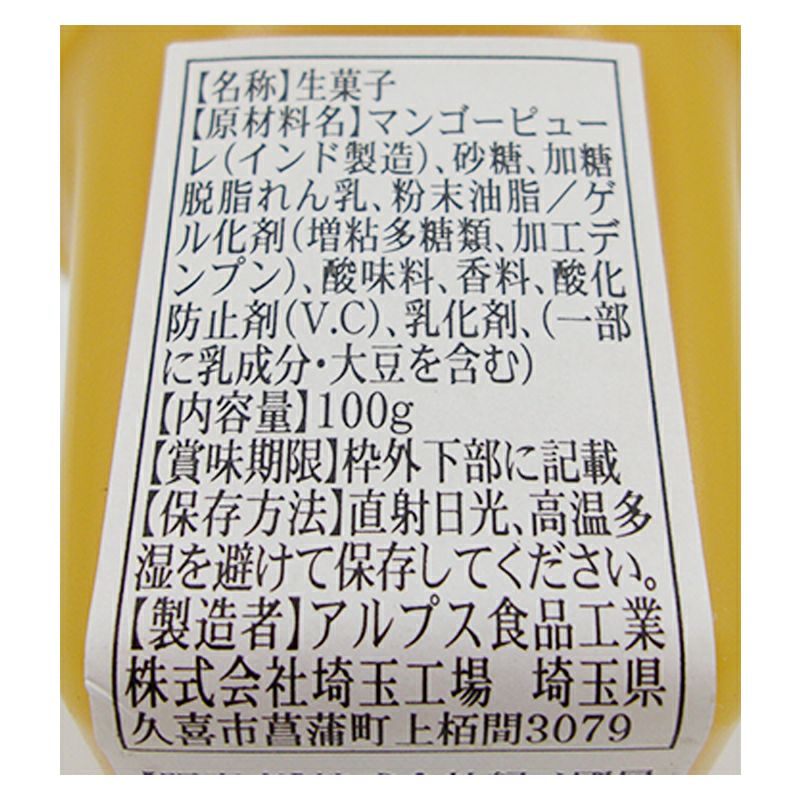 【名称】生菓子
【原材料名】マンゴーピュー
レ(インド製造)、砂糖、加糖
脱脂れん乳、粉末油脂／ゲ
ル化剤(増粘多糖類、加工デ
ンプン)、酸味料、香料、酸化
防止剤(V.C)、乳化剤、(一部
に乳成分・大豆を含む)
【内容量】100g
【賞味期限】枠外下部に記載
【保存方法】直射日光、高温多
湿を避けて保存してください。
【製造者】アルプス食品工業
株式会社埼玉工場 埼玉県
久喜市菖蒲町上栢間3079